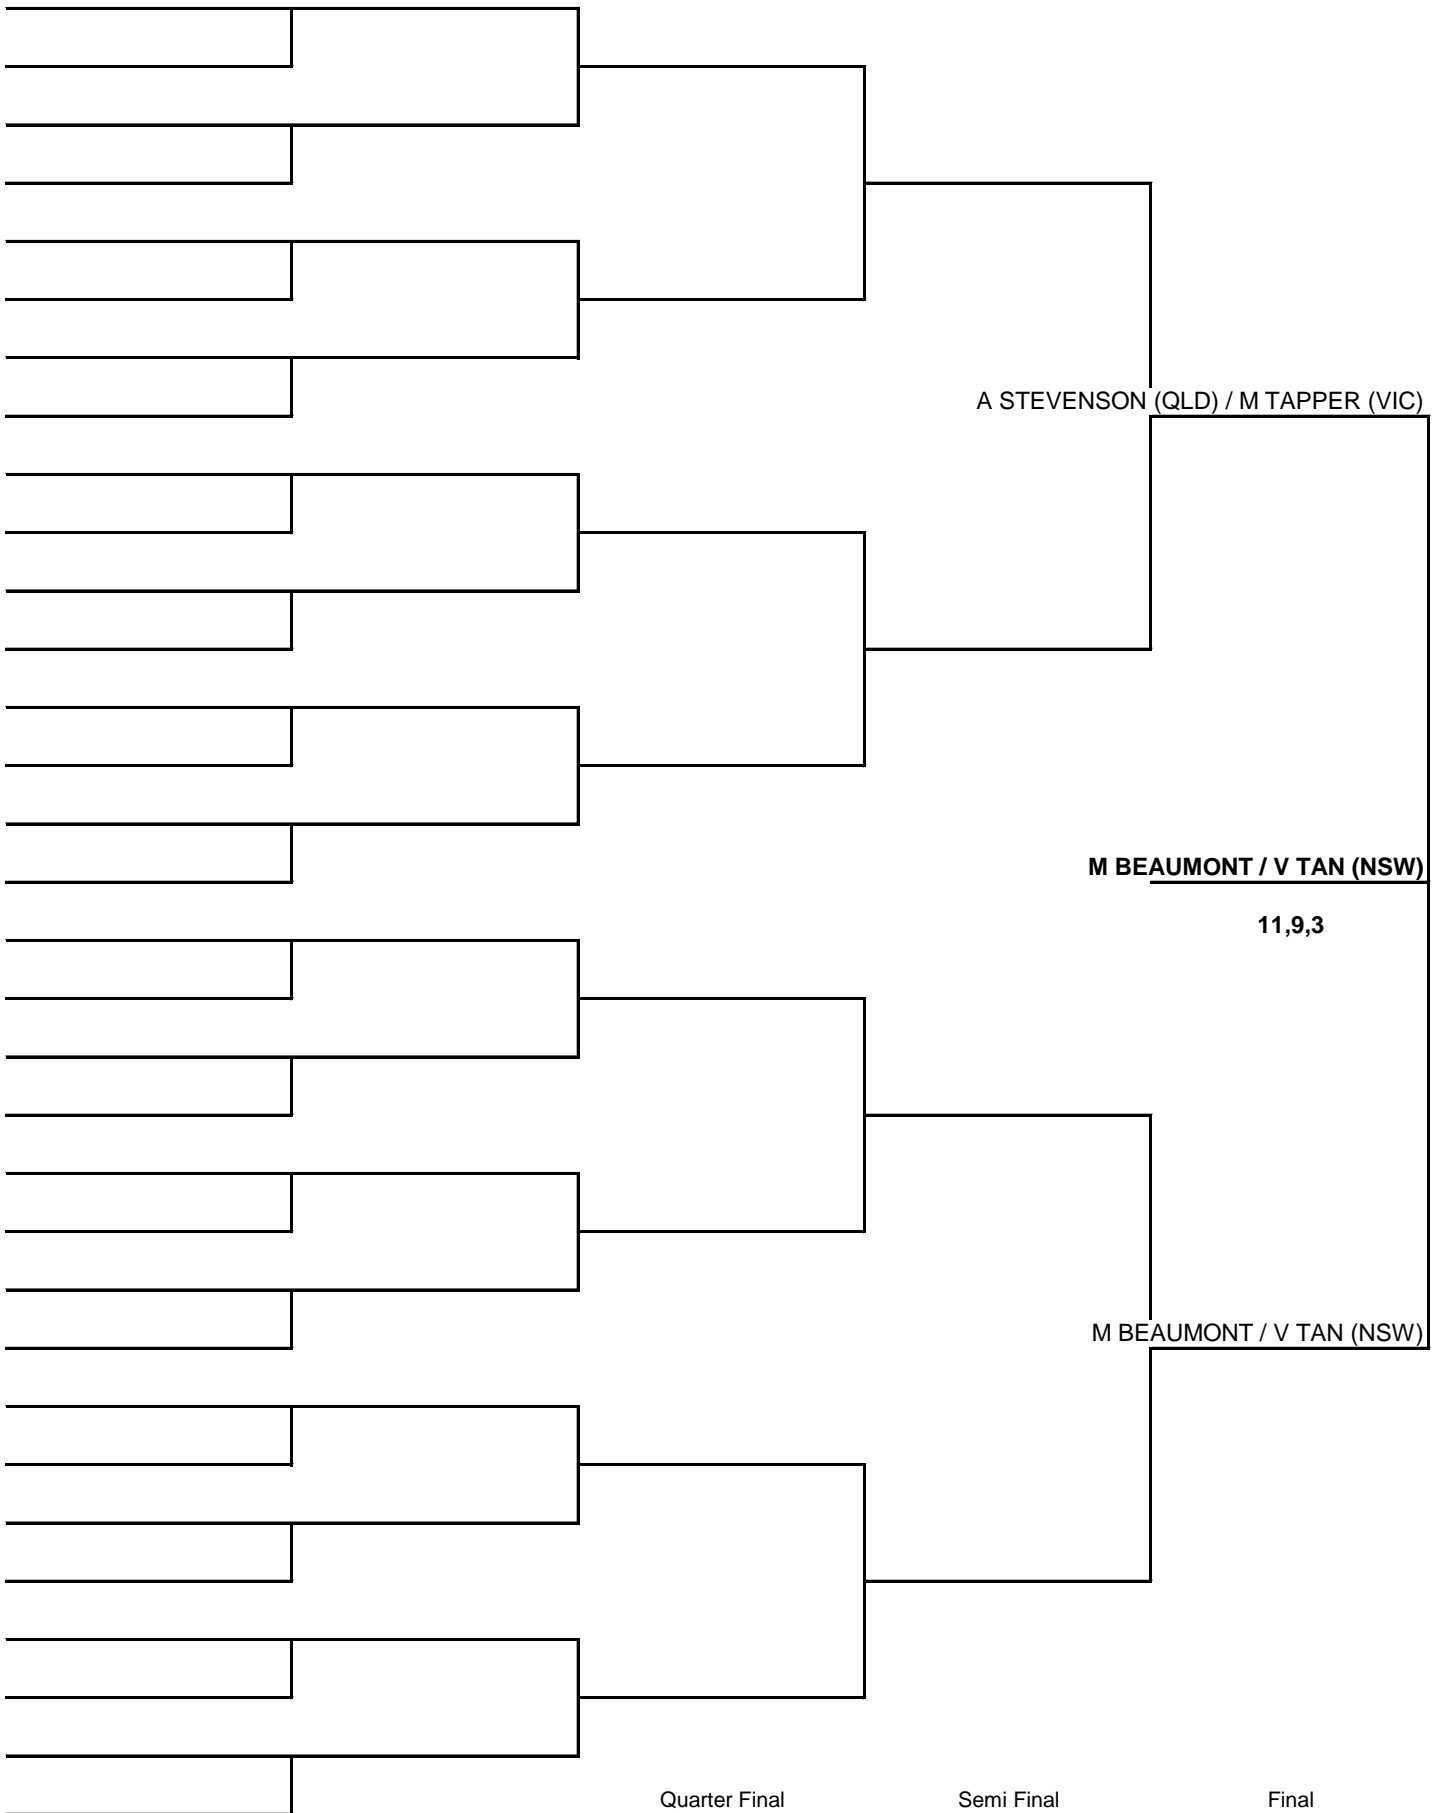 A STEVENSON (QLD) / M TAPPER (VIC)
M BEAUMONT / V TAN (NSW)
11,9,3
M BEAUMONT / V TAN (NSW)
Quarter Final Semi Final Final